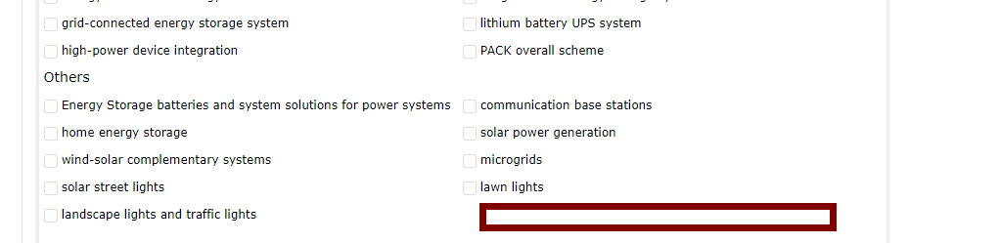 grid-connected energy storage system
lithium battery UPS system
high-power device integration
PACK overall scheme
Others
Energy Storage batteries and system solutions for power systems
communication base stations
home energy storage
solar power generation
wind-solar complementary systems
microgrids
solar street lights
lawn lights
landscape lights and traffic lights